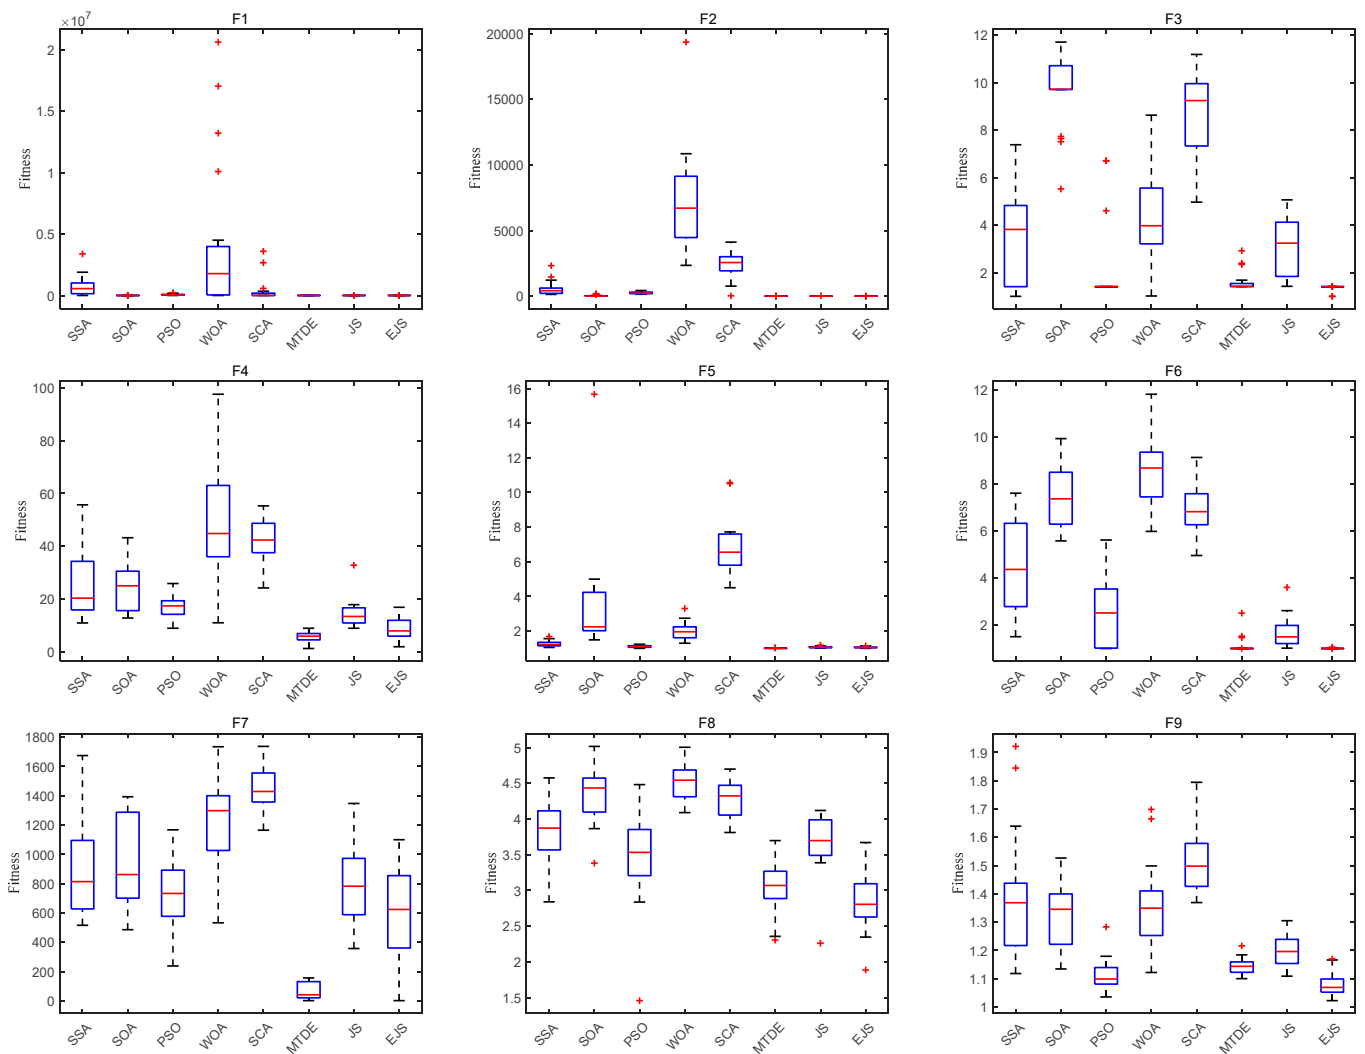 F1
×10⁷
2
1.5
1
0.5
0
Fitness
SSA SOA PSO WOA SCA MTDE JS EJS
F2
20000
15000
10000
5000
0
Fitness
SSA SOA PSO WOA SCA MTDE JS EJS
F3
12
10
8
6
4
2
Fitness
SSA SOA PSO WOA SCA MTDE JS EJS
F4
100
80
60
40
20
0
Fitness
SSA SOA PSO WOA SCA MTDE JS EJS
F5
16
14
12
10
8
6
4
2
Fitness
SSA SOA PSO WOA SCA MTDE JS EJS
F6
12
10
8
6
4
2
Fitness
SSA SOA PSO WOA SCA MTDE JS EJS
F7
1800
1600
1400
1200
1000
800
600
400
200
0
Fitness
SSA SOA PSO WOA SCA MTDE JS EJS
F8
5
4.5
4
3.5
3
2.5
2
1.5
Fitness
SSA SOA PSO WOA SCA MTDE JS EJS
F9
1.9
1.8
1.7
1.6
1.5
1.4
1.3
1.2
1.1
1
Fitness
SSA SOA PSO WOA SCA MTDE JS EJS